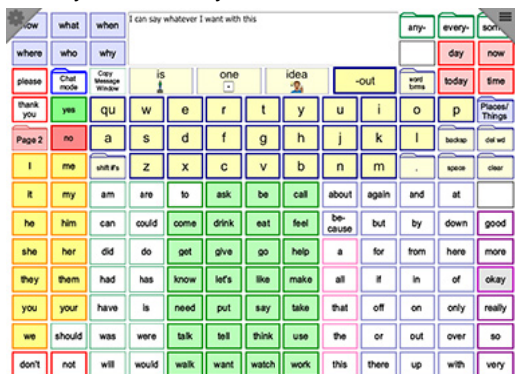 how what when I can say whatever I want with this any- every- som
where who why day now
please Chat mode Copy Message Window is one idea -out word forms today time
thank you yes qu w e r t y u i o p Places/Things
Page 2 no a s d f g h j k l backsp del wd
I me shift #'s z x c v b n m . space clear
it my am are to ask be call about again and at
he him can could come drink eat feel be-cause but by down good
she her did do get give go help a for from here more
they them had has know let's like make all if in of okay
you your have is need put say take that off on only really
we should was were talk tell think use the or out over so
don't not will would walk want watch work this there up with very